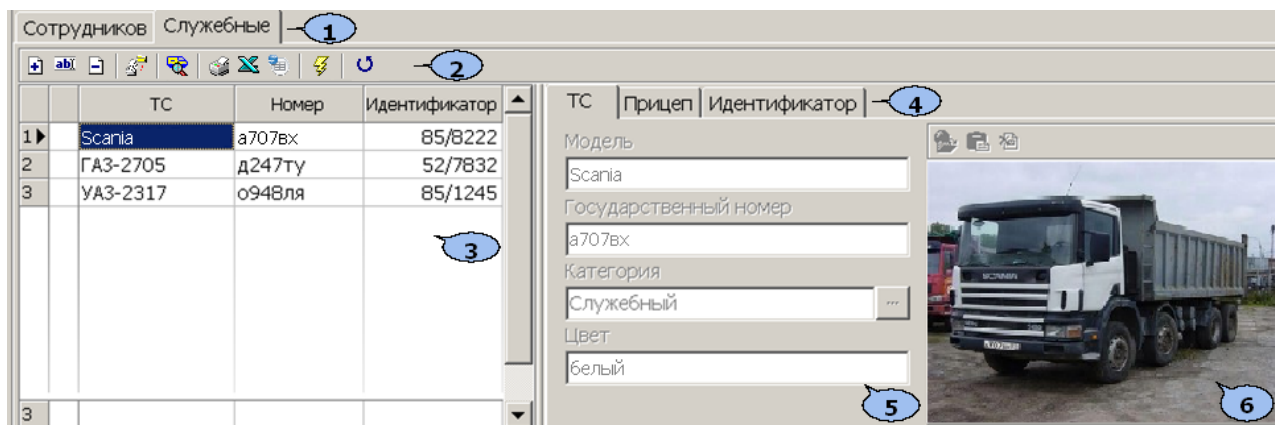 Сотрудников Служебные 1
ab 2
ТС Номер Идентификатор
1 Scania а707вх 85/8222
2 ГАЗ-2705 д247ту 52/7832
3 УАЗ-2317 о948ля 85/1245
3
3
ТС Прицеп Идентификатор 4
Модель
Scania
Государственный номер
а707вх
Категория
Служебный ...
Цвет
белый
5
SCANIA
6